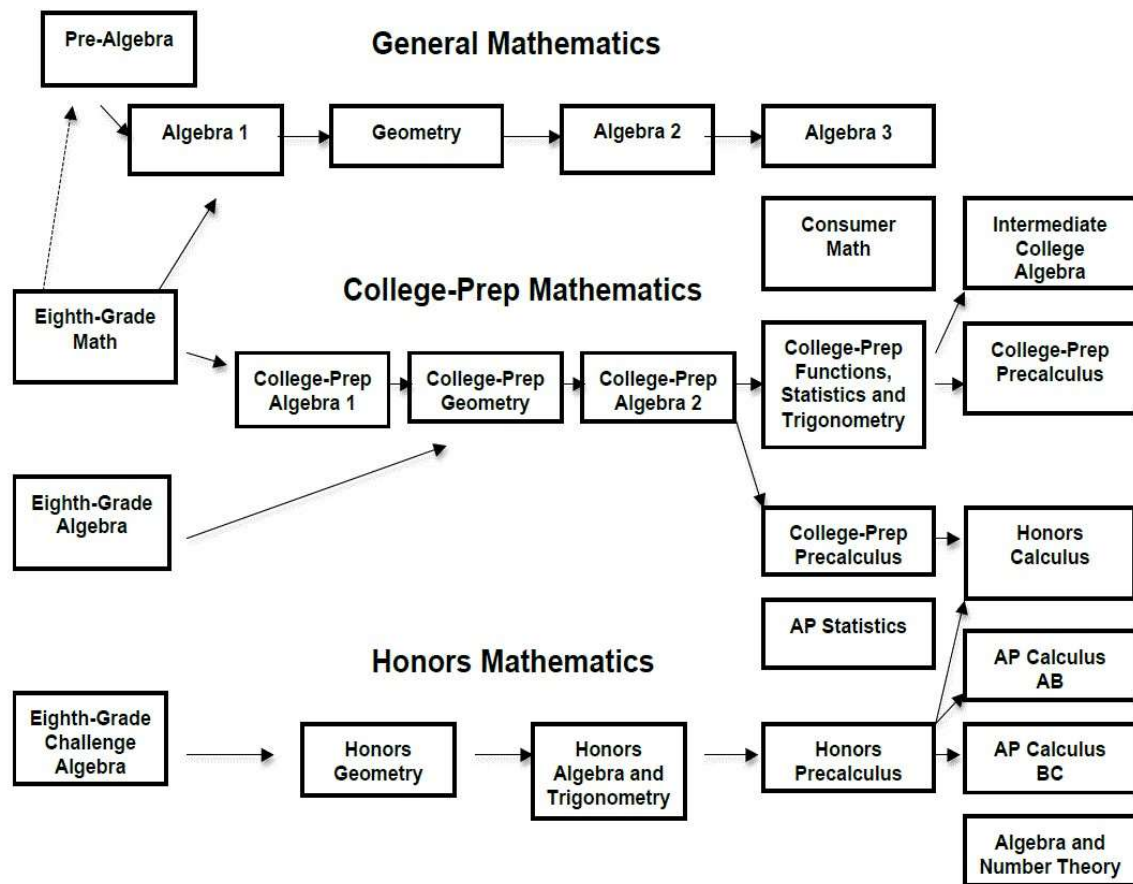 Pre-Algebra
General Mathematics
Algebra 1
Geometry
Algebra 2
Algebra 3
Consumer
Math
Intermediate
College
Algebra
College-Prep Mathematics
Eighth-Grade
Math
College-Prep
Algebra 1
College-Prep
Geometry
College-Prep
Algebra 2
College-Prep
Functions,
Statistics and
Trigonometry
College-Prep
Precalculus
Eighth-Grade
Algebra
College-Prep
Precalculus
Honors
Calculus
AP Statistics
Honors Mathematics
AP Calculus
AB
Eighth-Grade
Challenge
Algebra
Honors
Geometry
Honors
Algebra and
Trigonometry
Honors
Precalculus
AP Calculus
BC
Algebra and
Number Theory